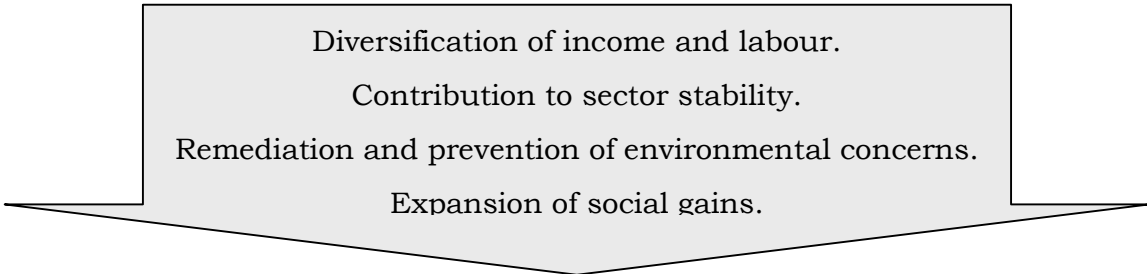 Diversification of income and labour.
Contribution to sector stability.
Remediation and prevention of environmental concerns.
Expansion of social gains.